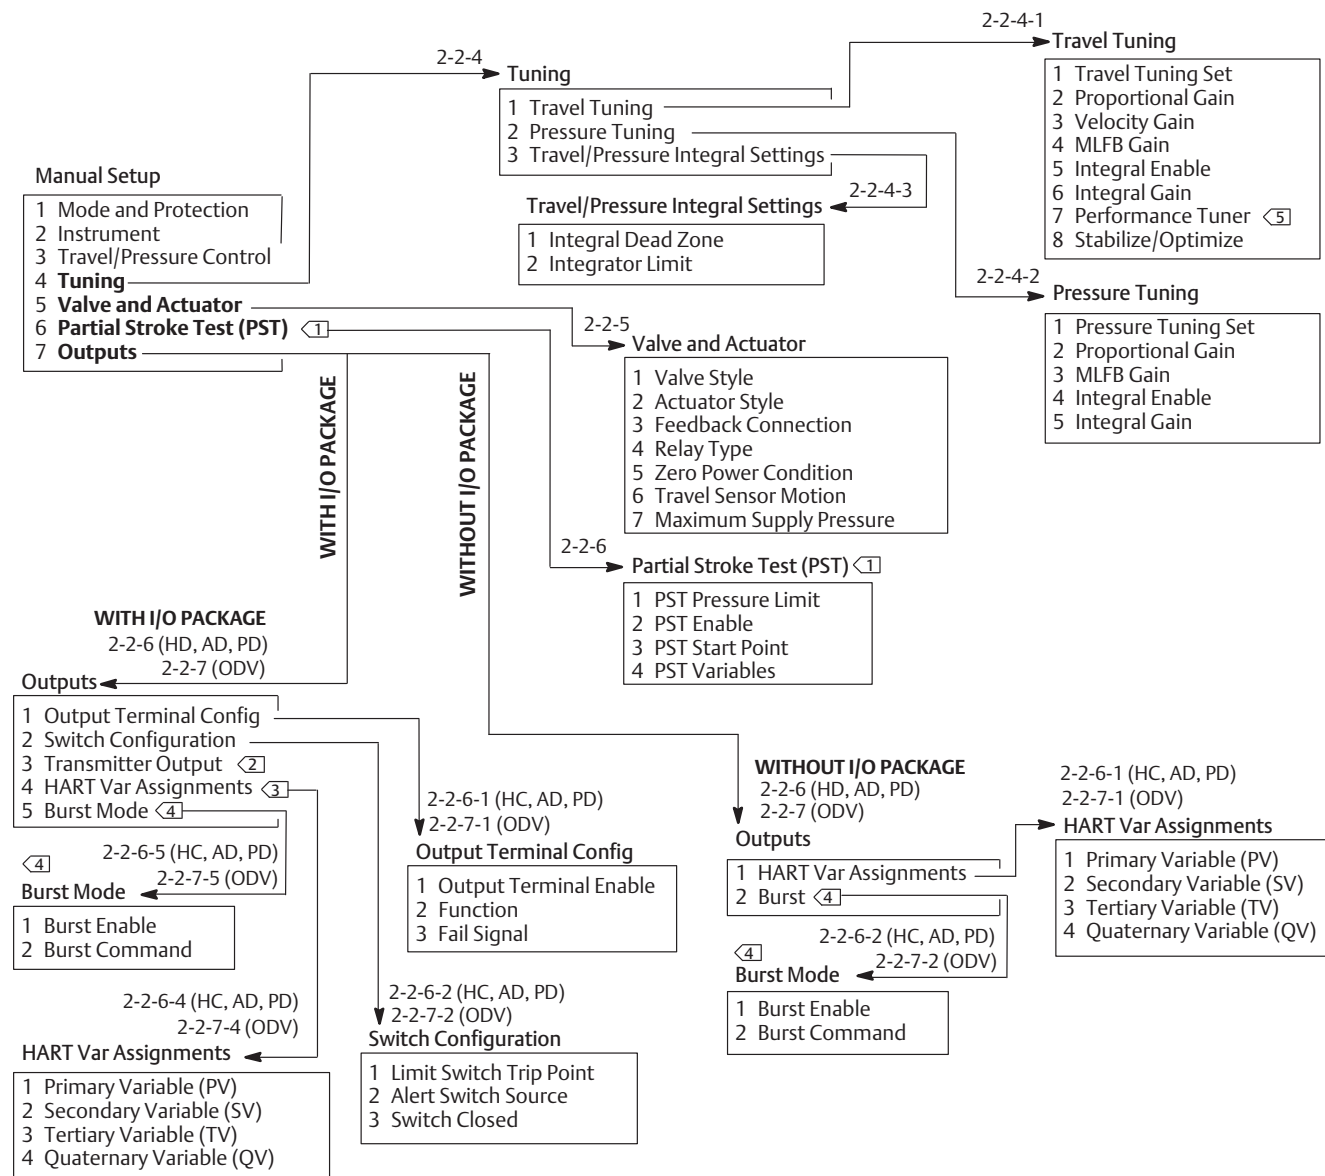 2-2-4-1
Travel Tuning
1 Travel Tuning Set
2 Proportional Gain
3 Velocity Gain
4 MLFB Gain
5 Integral Enable
6 Integral Gain
7 Performance Tuner 5
8 Stabilize/Optimize
2-2-4
Tuning
1 Travel Tuning
2 Pressure Tuning
3 Travel/Pressure Integral Settings
2-2-4-3
Travel/Pressure Integral Settings
1 Integral Dead Zone
2 Integrator Limit
Manual Setup
1 Mode and Protection
2 Instrument
3 Travel/Pressure Control
4 Tuning
5 Valve and Actuator
6 Partial Stroke Test (PST) 1
7 Outputs
2-2-4-2
Pressure Tuning
1 Pressure Tuning Set
2 Proportional Gain
3 MLFB Gain
4 Integral Enable
5 Integral Gain
2-2-5
Valve and Actuator
1 Valve Style
2 Actuator Style
3 Feedback Connection
4 Relay Type
5 Zero Power Condition
6 Travel Sensor Motion
7 Maximum Supply Pressure
WITH I/O PACKAGE
WITHOUT I/O PACKAGE
2-2-6
Partial Stroke Test (PST) 1
1 PST Pressure Limit
2 PST Enable
3 PST Start Point
4 PST Variables
WITH I/O PACKAGE
2-2-6 (HD, AD, PD)
2-2-7 (ODV)
Outputs
1 Output Terminal Config
2 Switch Configuration
3 Transmitter Output 2
4 HART Var Assignments 3
5 Burst Mode 4
2-2-6-5 (HC, AD, PD)
2-2-7-5 (ODV)
4
Burst Mode
1 Burst Enable
2 Burst Command
2-2-6-4 (HC, AD, PD)
2-2-7-4 (ODV)
HART Var Assignments
1 Primary Variable (PV)
2 Secondary Variable (SV)
3 Tertiary Variable (TV)
4 Quaternary Variable (QV)
2-2-6-1 (HC, AD, PD)
2-2-7-1 (ODV)
Output Terminal Config
1 Output Terminal Enable
2 Function
3 Fail Signal
2-2-6-2 (HC, AD, PD)
2-2-7-2 (ODV)
Switch Configuration
1 Limit Switch Trip Point
2 Alert Switch Source
3 Switch Closed
WITHOUT I/O PACKAGE
2-2-6 (HD, AD, PD)
2-2-7 (ODV)
Outputs
1 HART Var Assignments
2 Burst 4
2-2-6-2 (HC, AD, PD)
2-2-7-2 (ODV)
4
Burst Mode
1 Burst Enable
2 Burst Command
2-2-6-1 (HC, AD, PD)
2-2-7-1 (ODV)
HART Var Assignments
1 Primary Variable (PV)
2 Secondary Variable (SV)
3 Tertiary Variable (TV)
4 Quaternary Variable (QV)